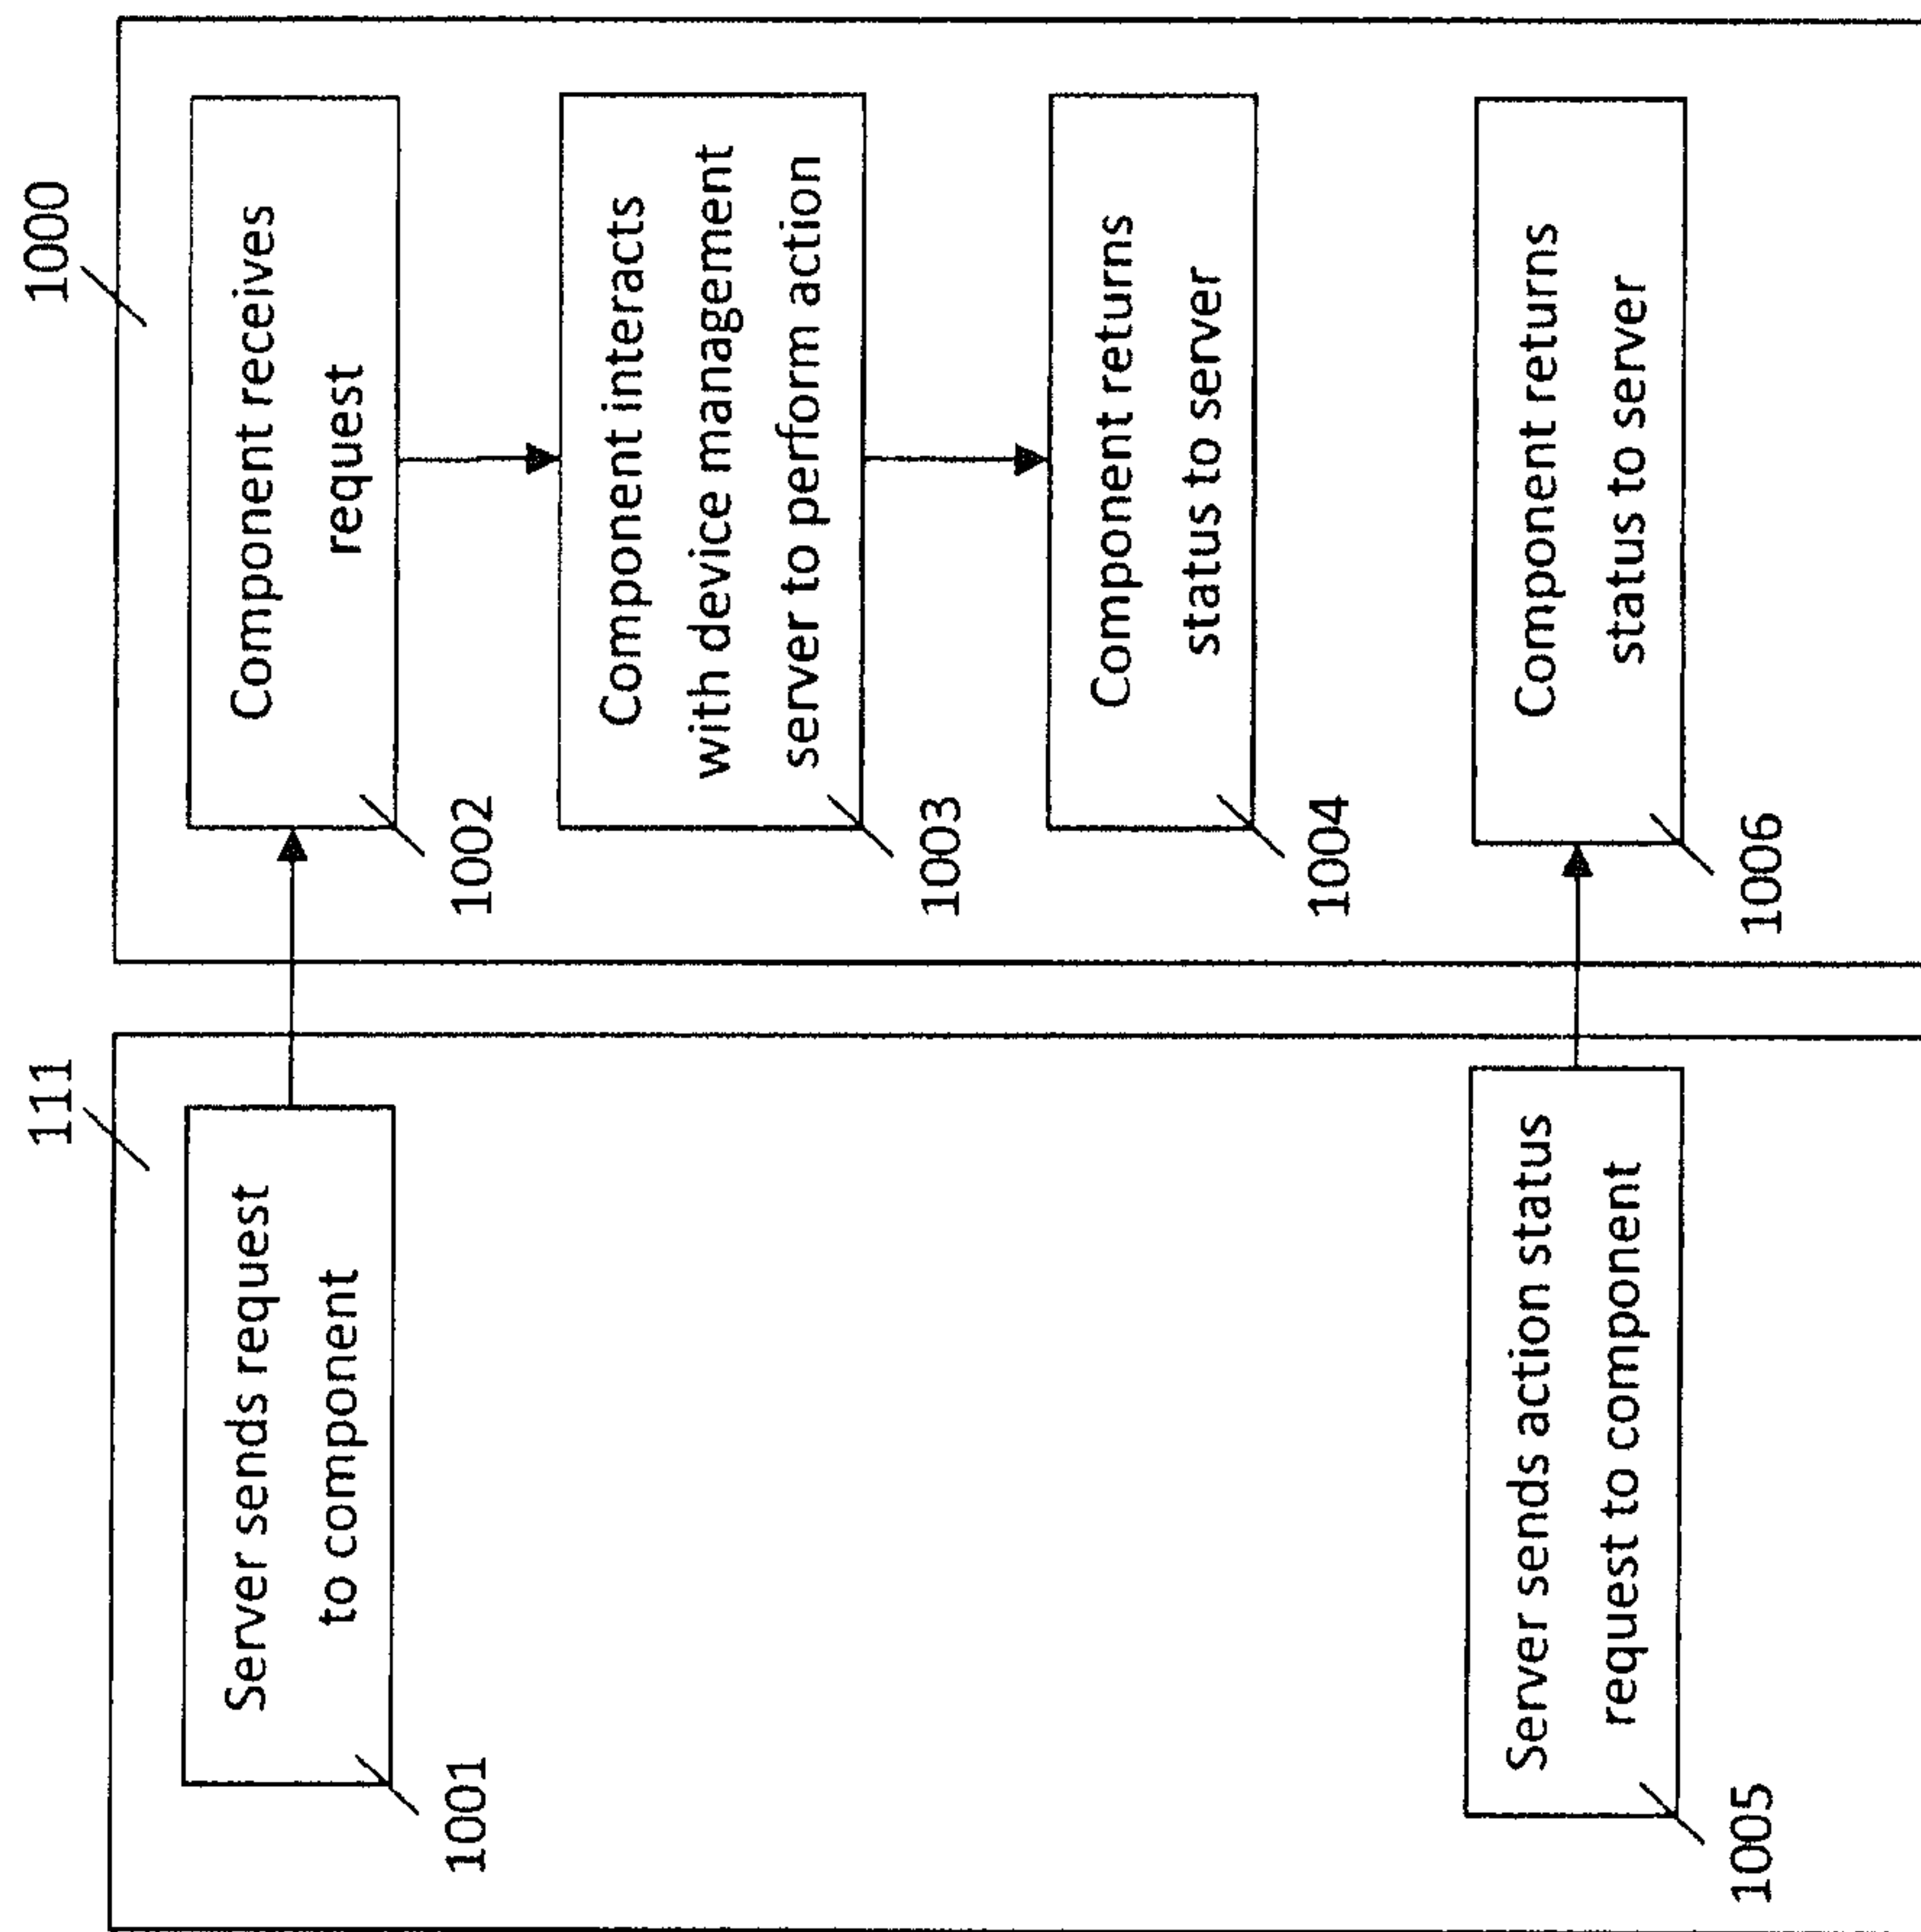 111
1000
Server sends request
to component
1001
Component receives
request
1002
Component interacts
with device management
server to perform action
1003
Component returns
status to server
1004
Server sends action status
request to component
1005
Component returns
status to server
1006